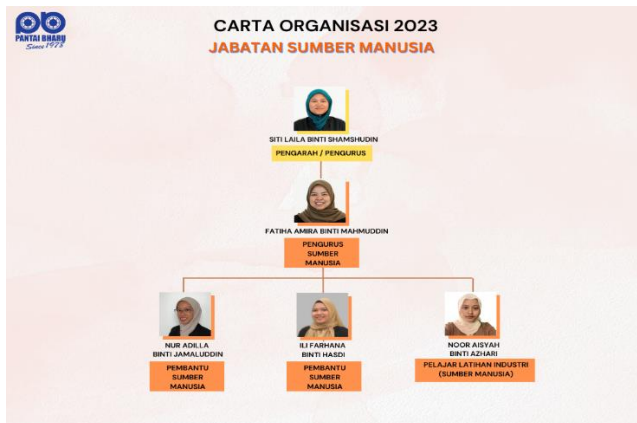 CARTA ORGANISASI 2023
JABATAN SUMBER MANUSIA
PANTAI BHARU
Since 1973
SITI LAILA BINTI SHAMSHUDIN
PENGARAH / PENGURUS
FATIHA AMIRA BINTI MAHMUDDIN
PENGURUS
SUMBER
MANUSIA
NUR ADILLA
BINTI JAMALUDDIN
PEMBANTU
SUMBER
MANUSIA
ILI FARHANA
BINTI HASDI
PEMBANTU
SUMBER
MANUSIA
NOOR AISYAH
BINTI AZHARI
PELAJAR LATIHAN INDUSTRI
(SUMBER MANUSIA)